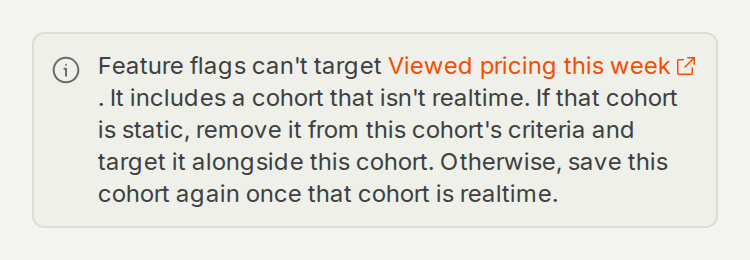 Feature flags can't target Viewed pricing this week
. It includes a cohort that isn't realtime. If that cohort
is static, remove it from this cohort's criteria and
target it alongside this cohort. Otherwise, save this
cohort again once that cohort is realtime.